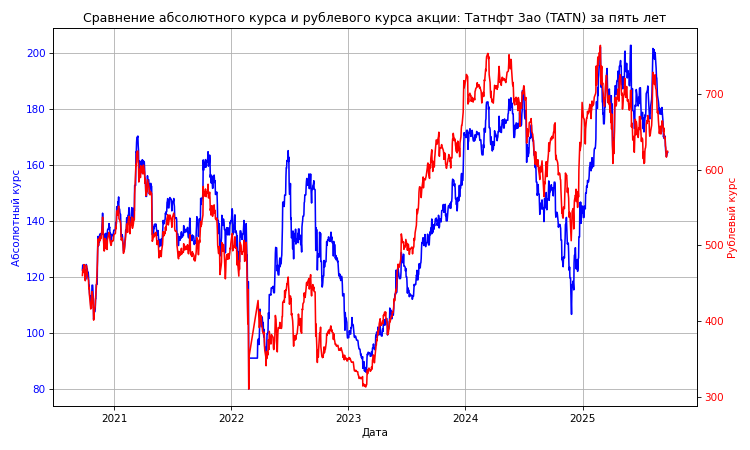 Сравнение абсолютного курса и рублевого курса акции: Татнфт 3ао (TATN) за пять лет
Абсолютный курс
200
180
160
140
120
100
80
700
600
500
400
300
Рублевый курс
2021 2022 2023 2024 2025
Дата